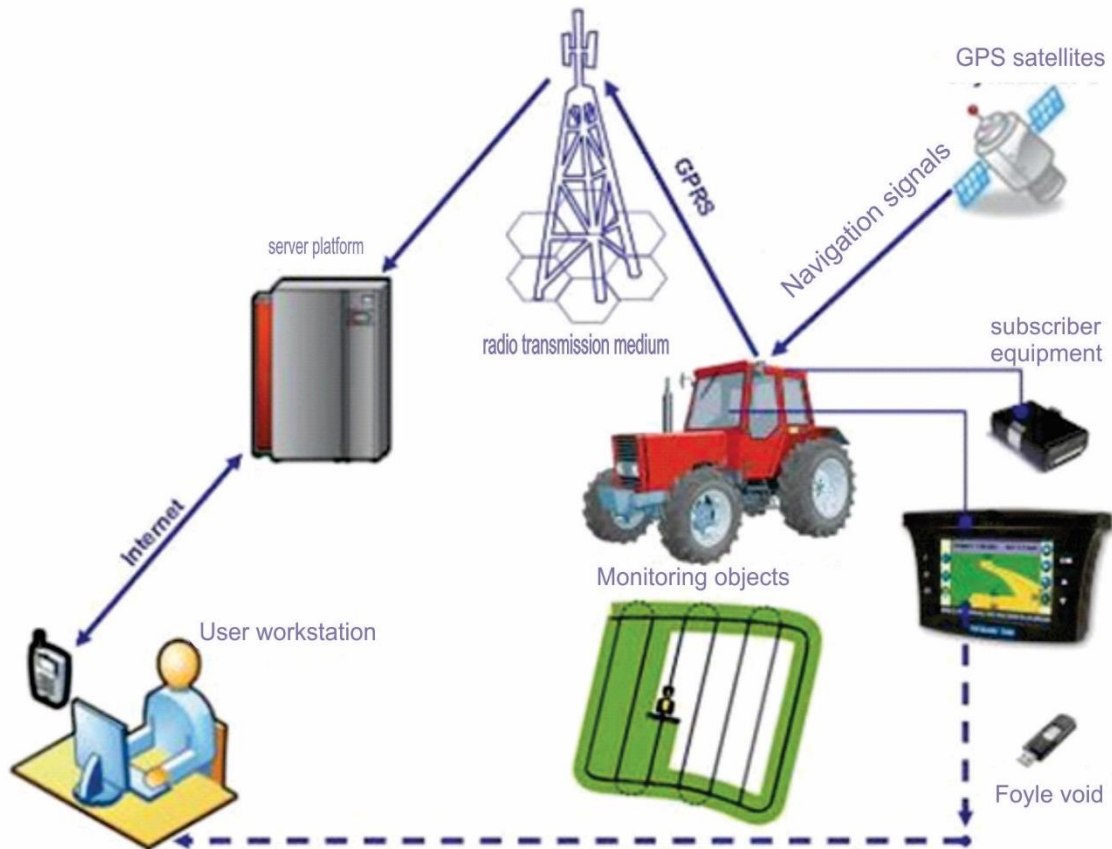 GPS satellites
GPRS
Navigation signals
server platform
radio transmission medium
subscriber
equipment
Internet
Monitoring objects
User workstation
Foyle void